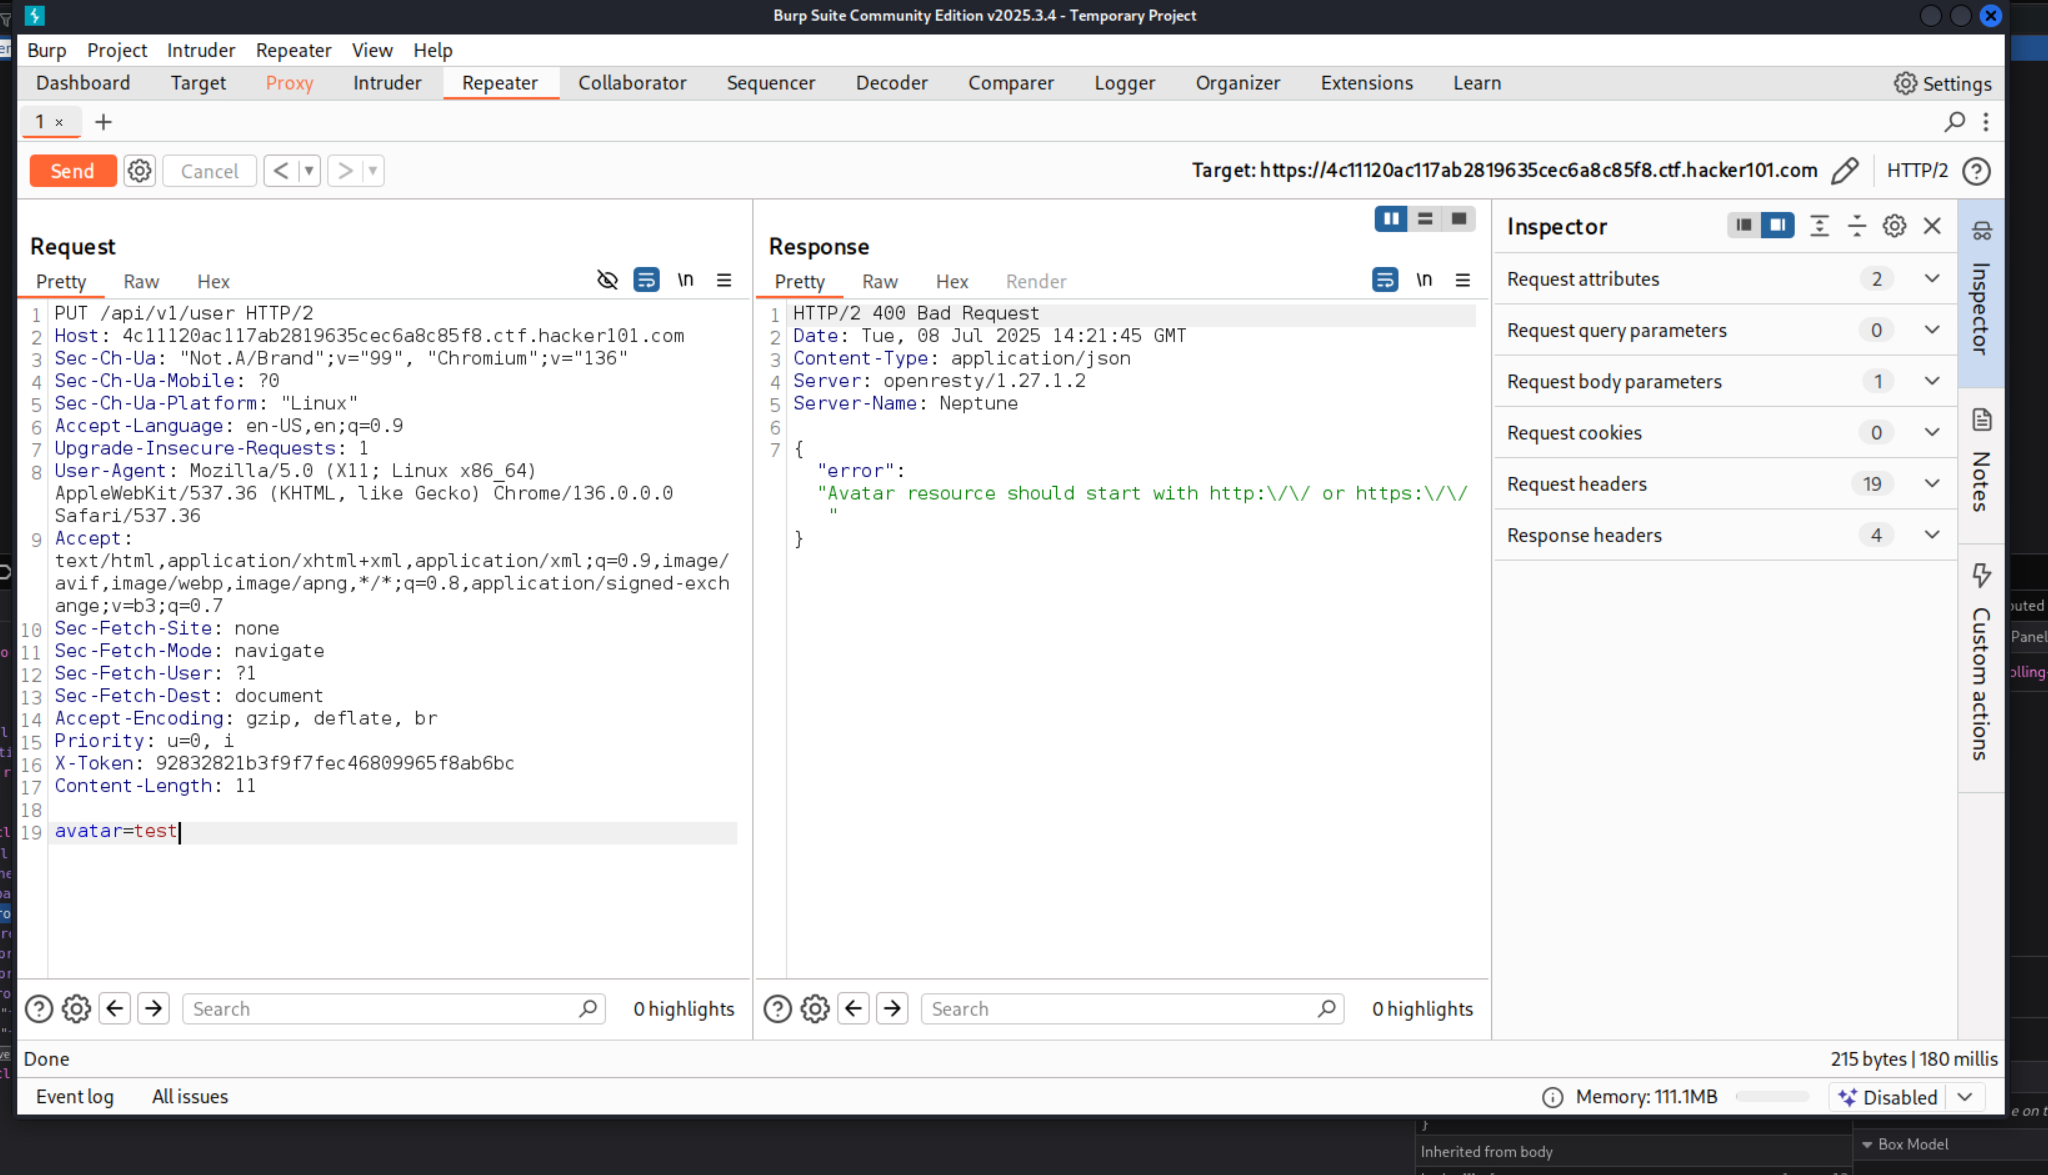 Burp Suite Community Edition v2025.3.4 - Temporary Project
Burp Project Intruder Repeater View Help
Dashboard Target Proxy Intruder Repeater Collaborator Sequencer Decoder Comparer Logger Organizer Extensions Learn Settings
1 × +
Send Cancel < > Target: https://4c11120ac117ab2819635cec6a8c85f8.ctf.hacker101.com HTTP/2 ?
Request
Pretty Raw Hex \n
1 PUT /api/v1/user HTTP/2
2 Host: 4c11120ac117ab2819635cec6a8c85f8.ctf.hacker101.com
3 Sec-Ch-Ua: "Not.A/Brand";v="99", "Chromium";v="136"
4 Sec-Ch-Ua-Mobile: ?0
5 Sec-Ch-Ua-Platform: "Linux"
6 Accept-Language: en-US,en;q=0.9
7 Upgrade-Insecure-Requests: 1
8 User-Agent: Mozilla/5.0 (X11; Linux x86_64)
AppleWebKit/537.36 (KHTML, like Gecko) Chrome/136.0.0.0
Safari/537.36
9 Accept:
text/html,application/xhtml+xml,application/xml;q=0.9,image/
avif,image/webp,image/apng,*/*;q=0.8,application/signed-exch
ange;v=b3;q=0.7
10 Sec-Fetch-Site: none
11 Sec-Fetch-Mode: navigate
12 Sec-Fetch-User: ?1
13 Sec-Fetch-Dest: document
14 Accept-Encoding: gzip, deflate, br
15 Priority: u=0, i
16 X-Token: 92832821b3f9f7fec46809965f8ab6bc
17 Content-Length: 11
18
19 avatar=test
Search 0 highlights
Response
Pretty Raw Hex Render \n
1 HTTP/2 400 Bad Request
2 Date: Tue, 08 Jul 2025 14:21:45 GMT
3 Content-Type: application/json
4 Server: openresty/1.27.1.2
5 Server-Name: Neptune
6
7 {
"error":
"Avatar resource should start with http:\/\/ or https:\/\/
"
}
Search 0 highlights
Inspector
Request attributes 2
Request query parameters 0
Request body parameters 1
Request cookies 0
Request headers 19
Response headers 4
Inspector
Notes
Custom actions
Done 215 bytes | 180 millis
Event log All issues Memory: 111.1MB Disabled
}
Inherited from body
Box Model